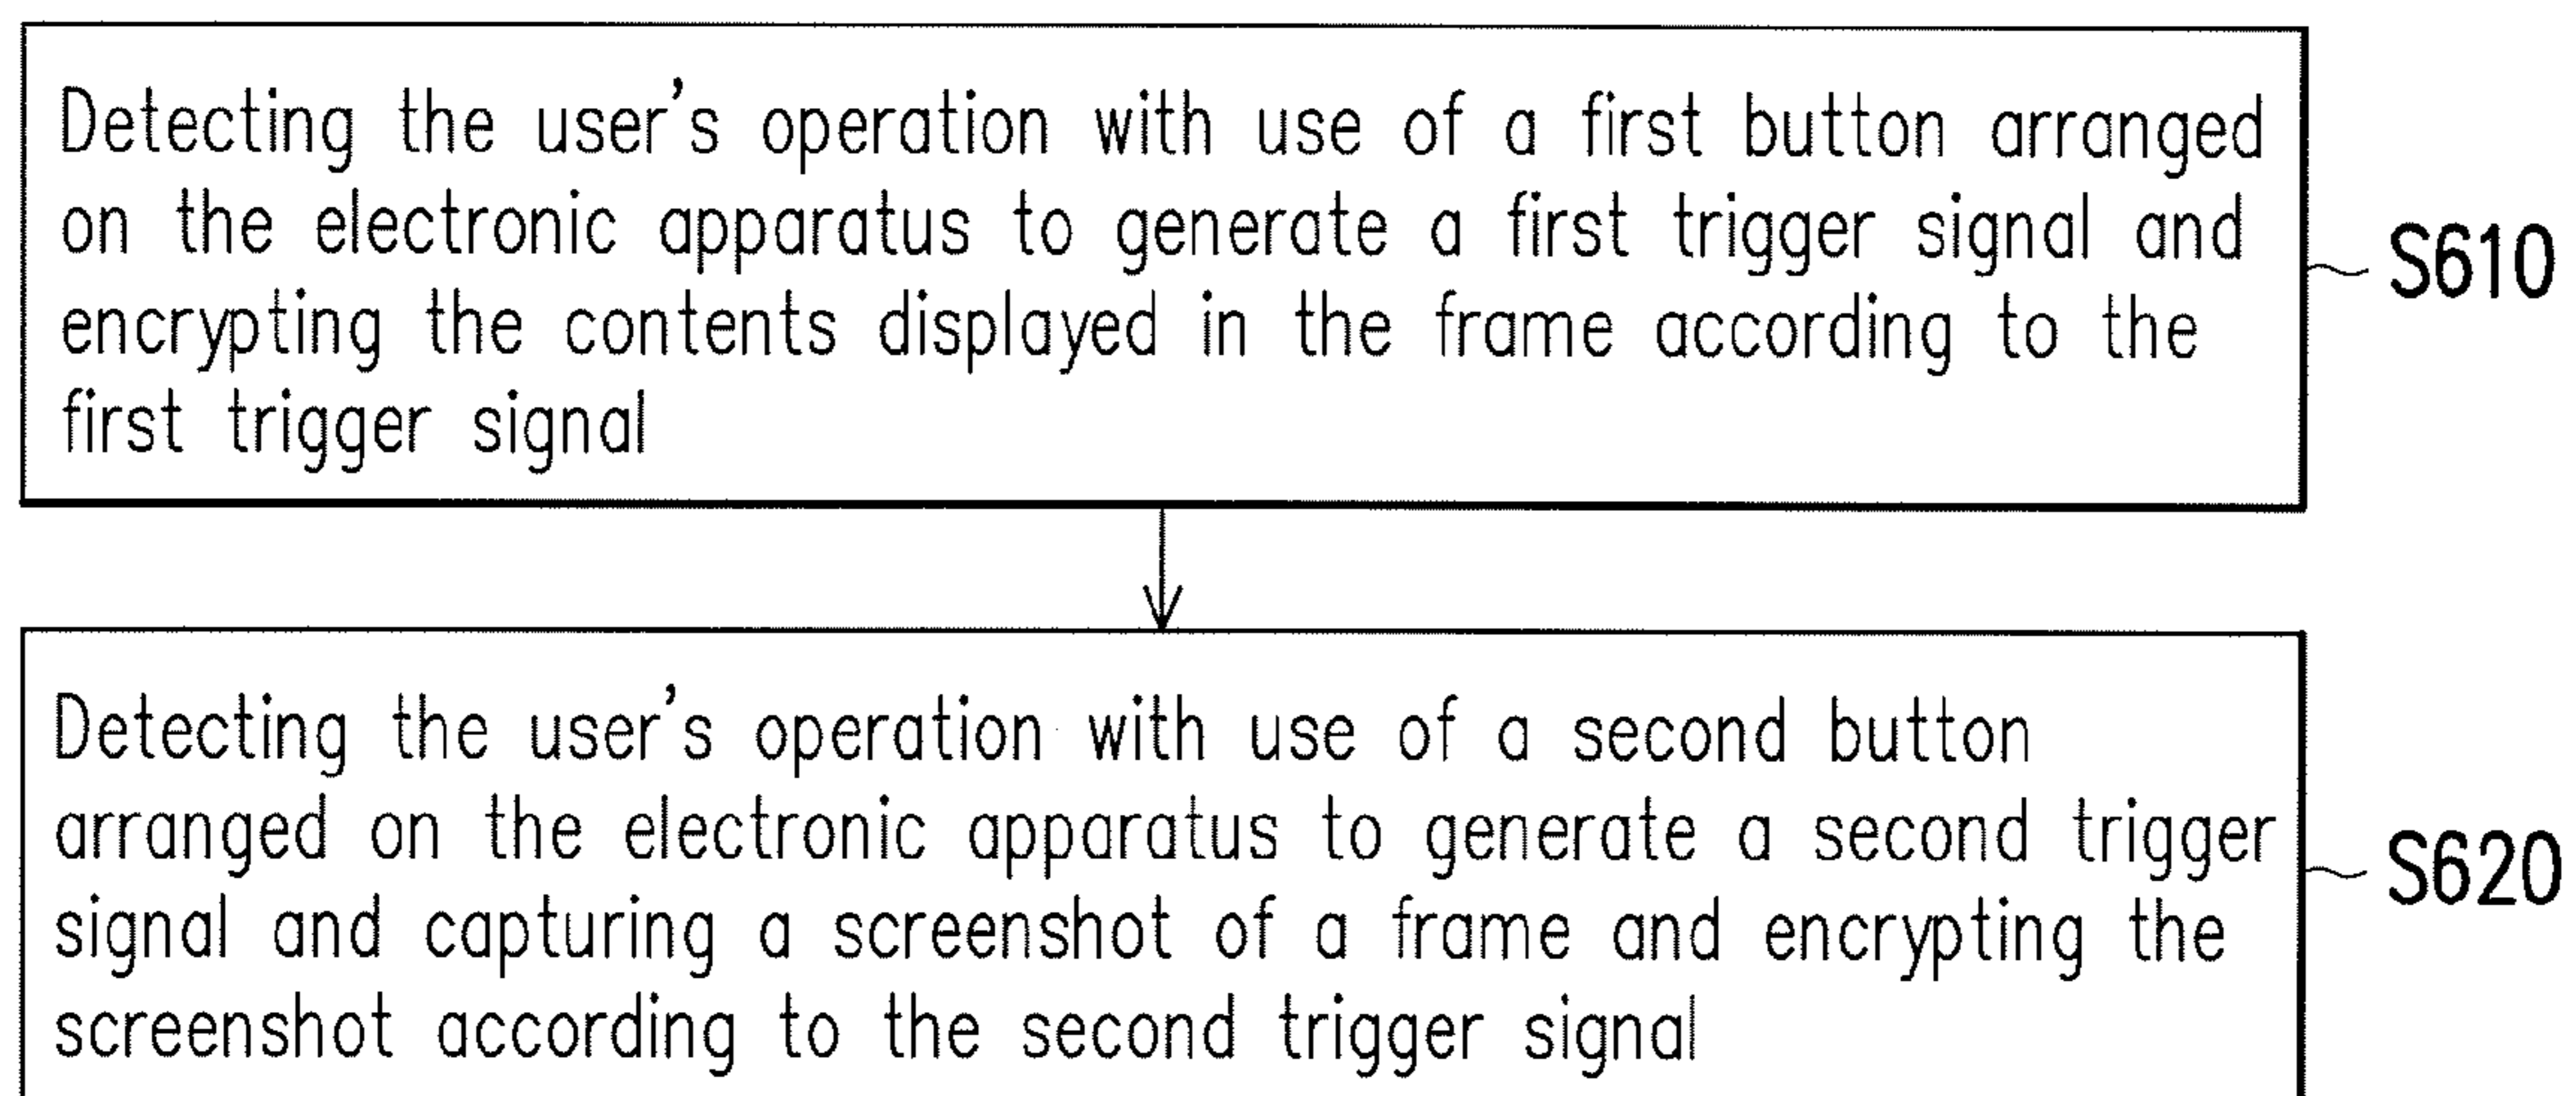 Detecting the user's operation with use of a first button arranged
on the electronic apparatus to generate a first trigger signal and
encrypting the contents displayed in the frame according to the
first trigger signal
S610
Detecting the user's operation with use of a second button
arranged on the electronic apparatus to generate a second trigger
signal and capturing a screenshot of a frame and encrypting the
screenshot according to the second trigger signal
S620